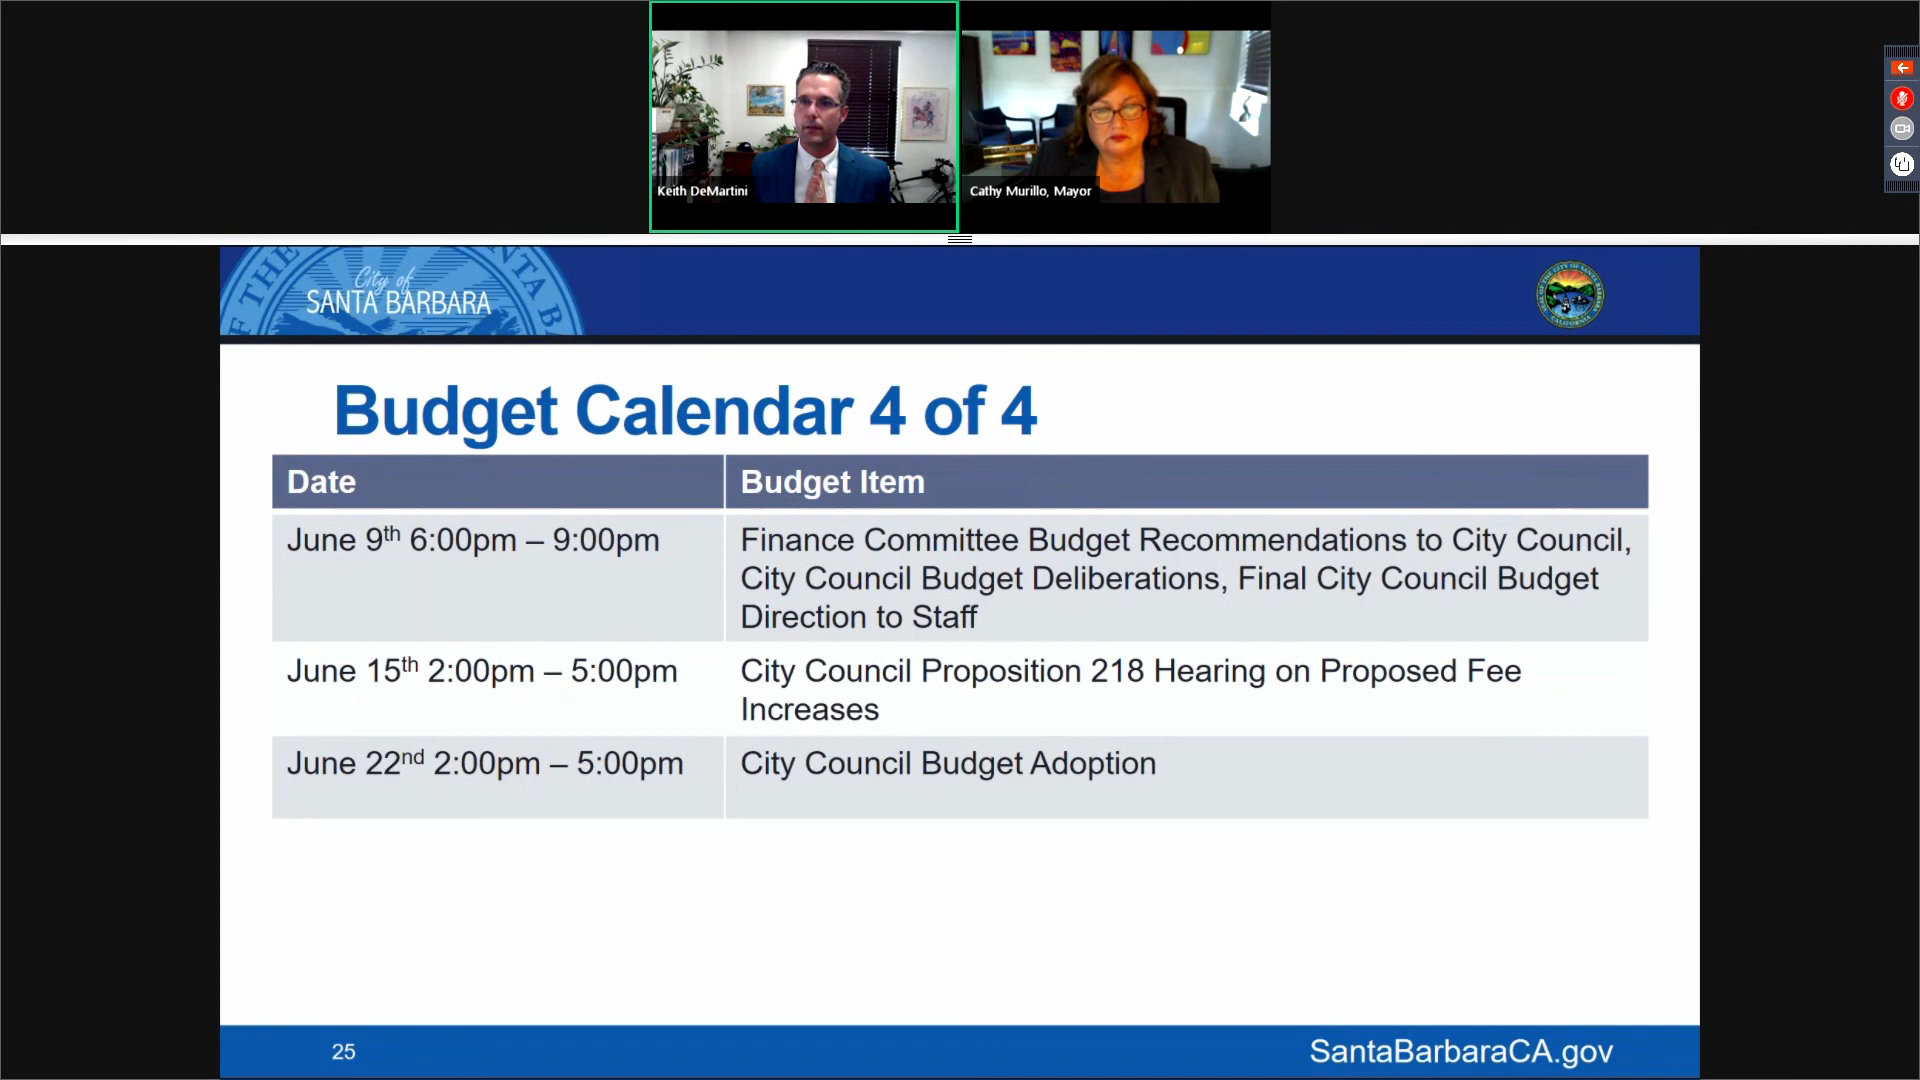 Keith DeMartini
Cathy Murillo, Mayor
City of
SANTA BARBARA
Budget Calendar 4 of 4
Date
Budget Item
June 9th 6:00pm – 9:00pm
Finance Committee Budget Recommendations to City Council,
City Council Budget Deliberations, Final City Council Budget
Direction to Staff
June 15th 2:00pm – 5:00pm
City Council Proposition 218 Hearing on Proposed Fee
Increases
June 22nd 2:00pm – 5:00pm
City Council Budget Adoption
25
SantaBarbaraCA.gov